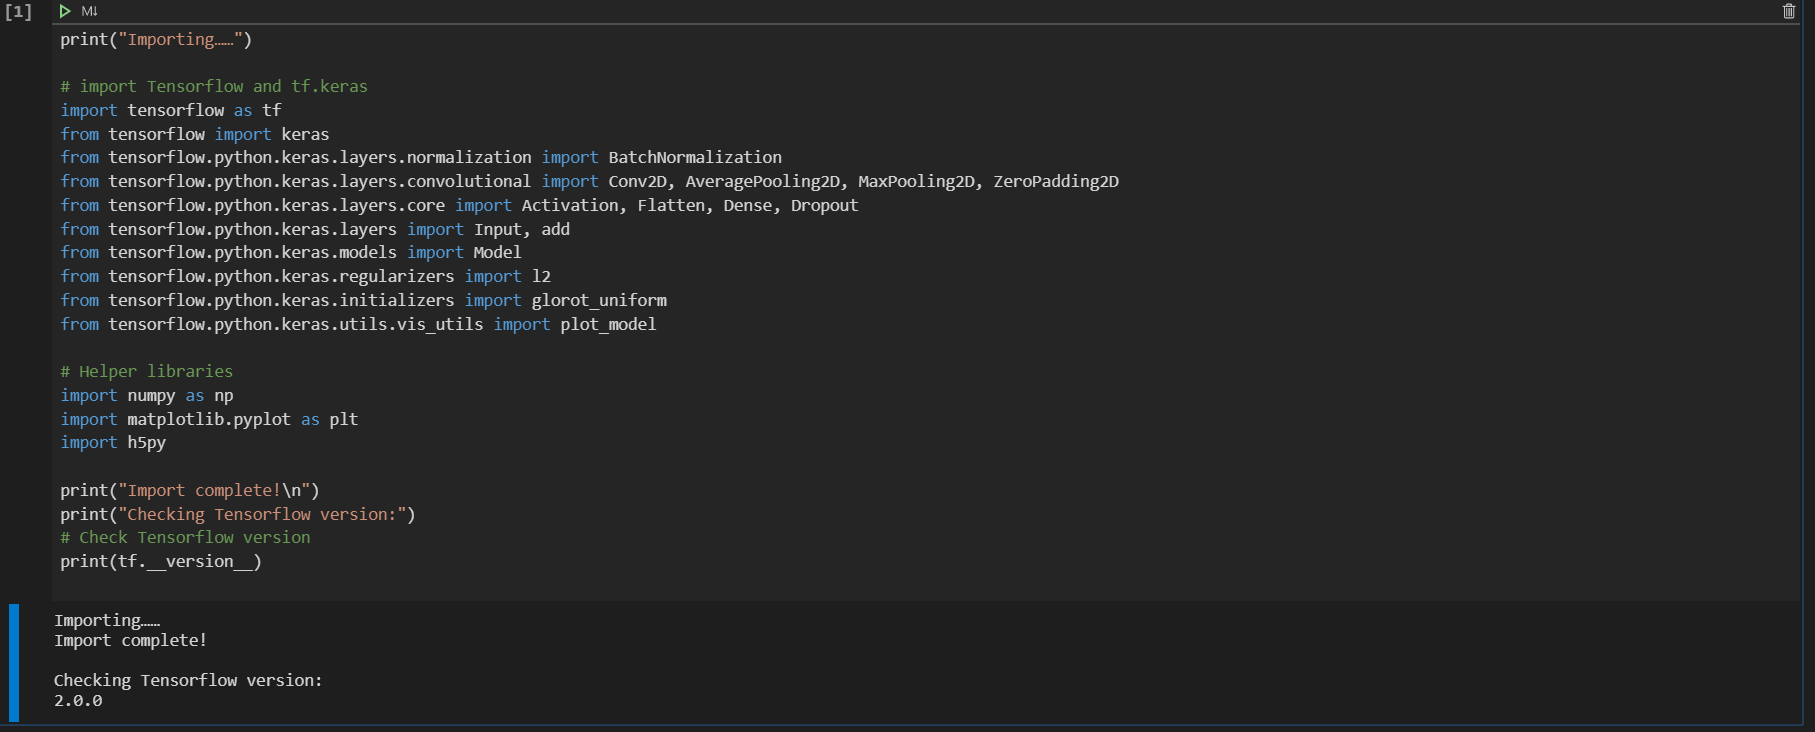 [1]
M↓
print("Importing……")
# import Tensorflow and tf.keras
import tensorflow as tf
from tensorflow import keras
from tensorflow.python.keras.layers.normalization import BatchNormalization
from tensorflow.python.keras.layers.convolutional import Conv2D, AveragePooling2D, MaxPooling2D, ZeroPadding2D
from tensorflow.python.keras.layers.core import Activation, Flatten, Dense, Dropout
from tensorflow.python.keras.layers import Input, add
from tensorflow.python.keras.models import Model
from tensorflow.python.keras.regularizers import l2
from tensorflow.python.keras.initializers import glorot_uniform
from tensorflow.python.keras.utils.vis_utils import plot_model
# Helper libraries
import numpy as np
import matplotlib.pyplot as plt
import h5py
print("Import complete!\n")
print("Checking Tensorflow version:")
# Check Tensorflow version
print(tf.__version__)
Importing……
Import complete!
Checking Tensorflow version:
2.0.0